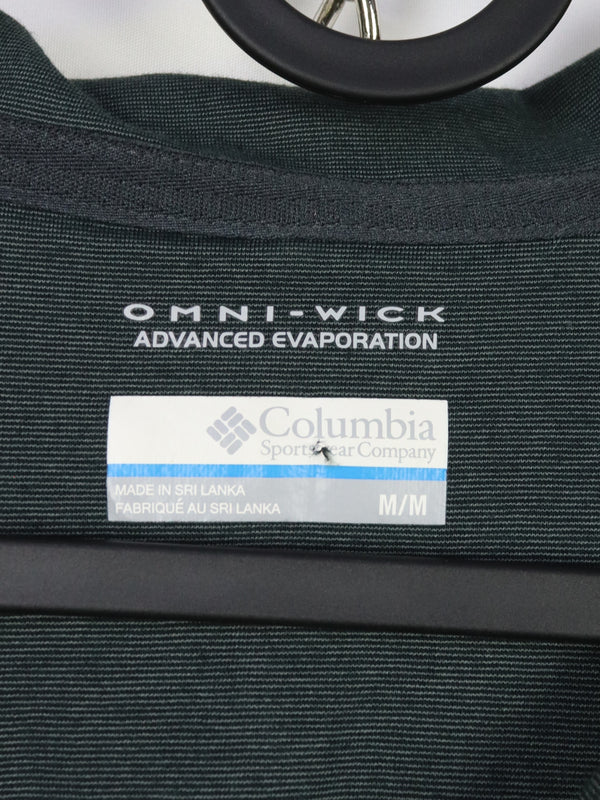 OMNI-WICK
ADVANCED EVAPORATION
Columbia
Sportswear Company
MADE IN SRI LANKA
FABRIQUÉ AU SRI LANKA
M/M